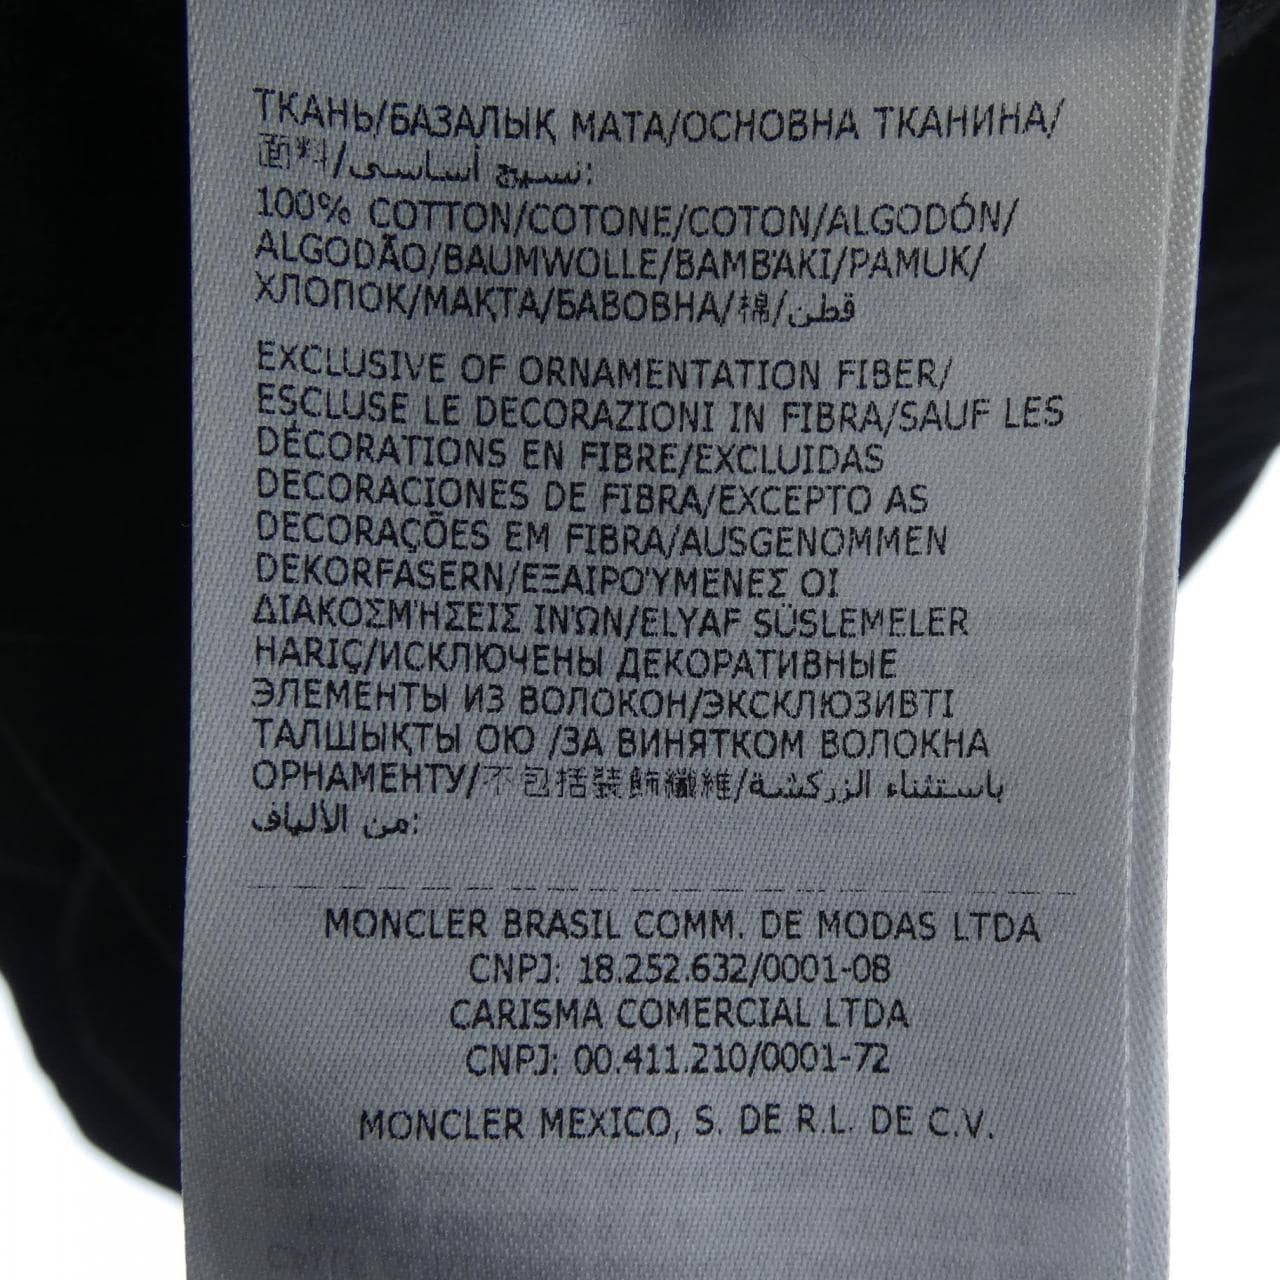 ТКАНЬ/БАЗАЛЫҚ МАТА/ОСНОВНА ТКАНИНА/
面料/نسيج أساسى:
100% COTTON/COTONE/COTON/ALGODÓN/
ALGODÃO/BAUMWOLLE/BAMBΆKI/PAMUK/
ХЛОПОК/МАҚТА/БАВОВНА/棉/قطن
EXCLUSIVE OF ORNAMENTATION FIBER/
ESCLUSE LE DECORAZIONI IN FIBRA/SAUF LES
DÉCORATIONS EN FIBRE/EXCLUIDAS
DECORACIONES DE FIBRA/EXCEPTO AS
DECORAÇÕES EM FIBRA/AUSGENOMMEN
DEKORFASERN/ΕΞΑΙΡΟΎΜΕΝΕΣ ΟΙ
ΔΙΑΚΟΣΜΉΣΕΙΣ ΙΝΏΝ/ELYAF SÜSLEMELER
HARIÇ/ИСКЛЮЧЕНЫ ДЕКОРАТИВНЫЕ
ЭЛЕМЕНТЫ ИЗ ВОЛОКОН/ЭКСКЛЮЗИВТІ
ТАЛШЫҚТЫ ОЮ /ЗА ВИНЯТКОМ ВОЛОКНА
ОРНАМЕНТУ/不包括装飾纖維/باستثناء الزركشة
من الألياف:
MONCLER BRASIL COMM. DE MODAS LTDA
CNPJ: 18.252.632/0001-08
CARISMA COMERCIAL LTDA
CNPJ: 00.411.210/0001-72
MONCLER MEXICO, S. DE R.L. DE C.V.